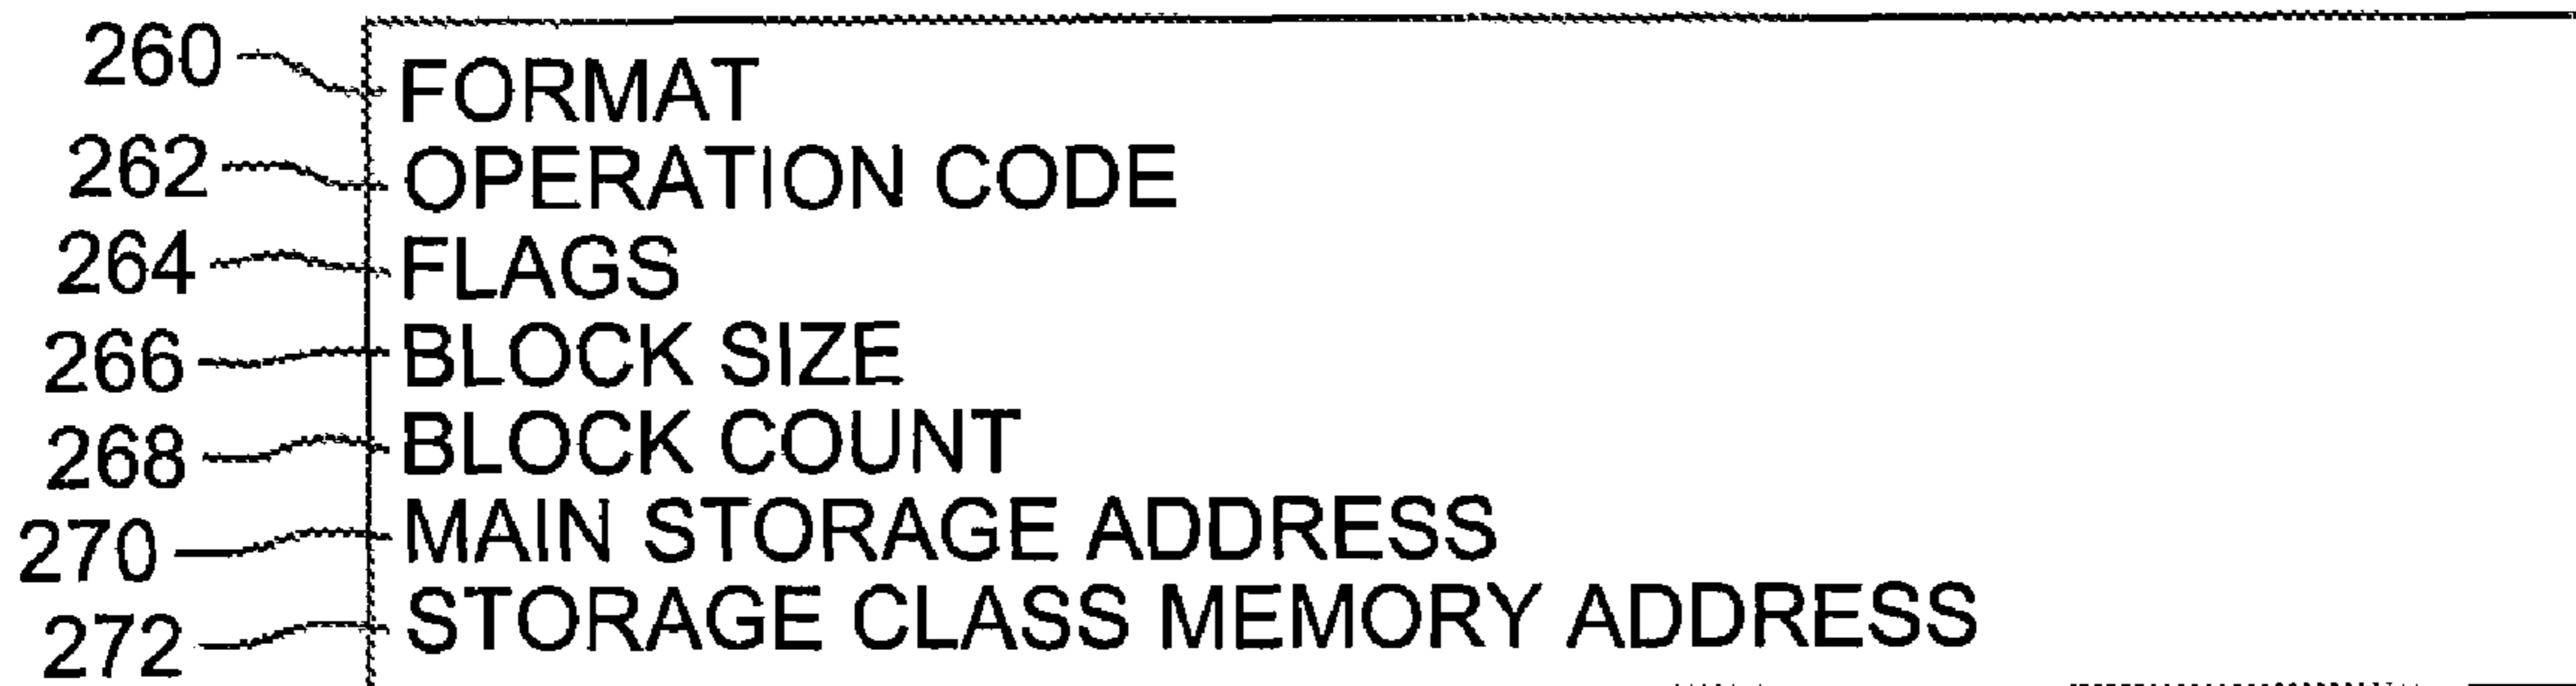 260 FORMAT
262 OPERATION CODE
264 FLAGS
266 BLOCK SIZE
268 BLOCK COUNT
270 MAIN STORAGE ADDRESS
272 STORAGE CLASS MEMORY ADDRESS